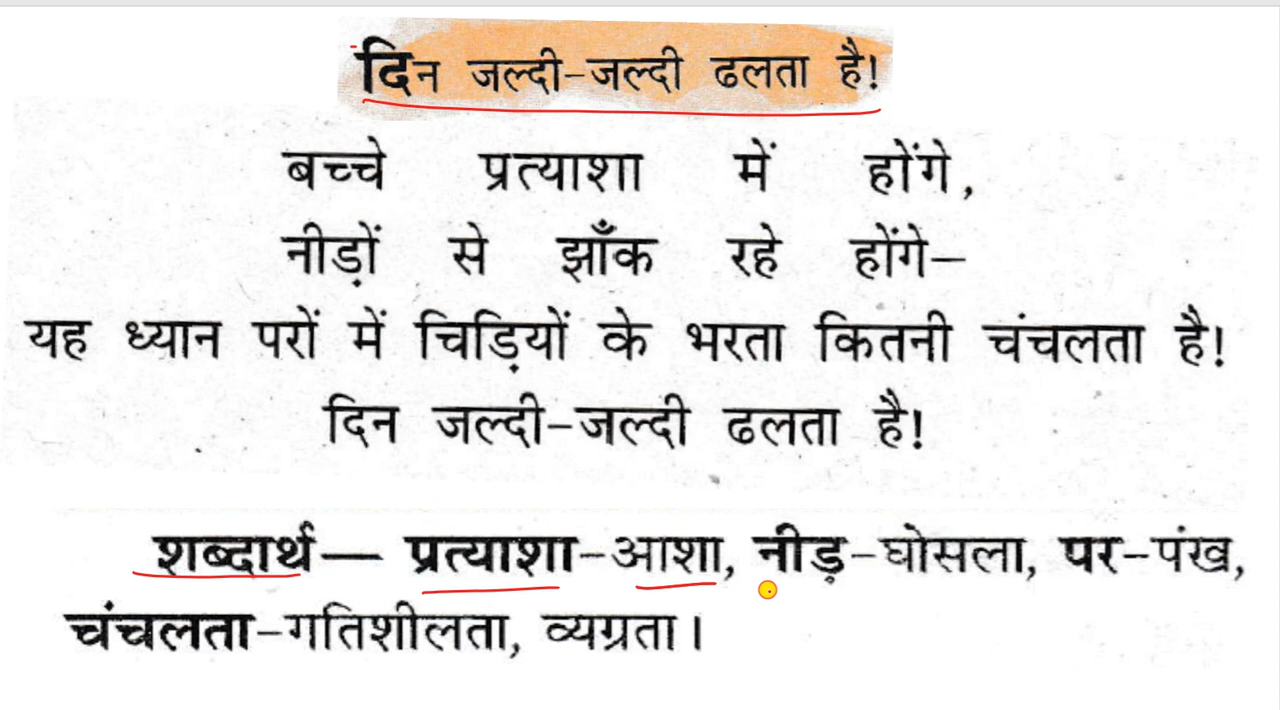 दिन जल्दी-जल्दी ढलता है!
बच्चे प्रत्याशा में होंगे,
नीड़ों से झाँक रहे होंगे—
यह ध्यान परों में चिड़ियों के भरता कितनी चंचलता है!
दिन जल्दी-जल्दी ढलता है!
शब्दार्थ— प्रत्याशा-आशा, नीड़-घोसला, पर-पंख,
चंचलता-गतिशीलता, व्यग्रता।